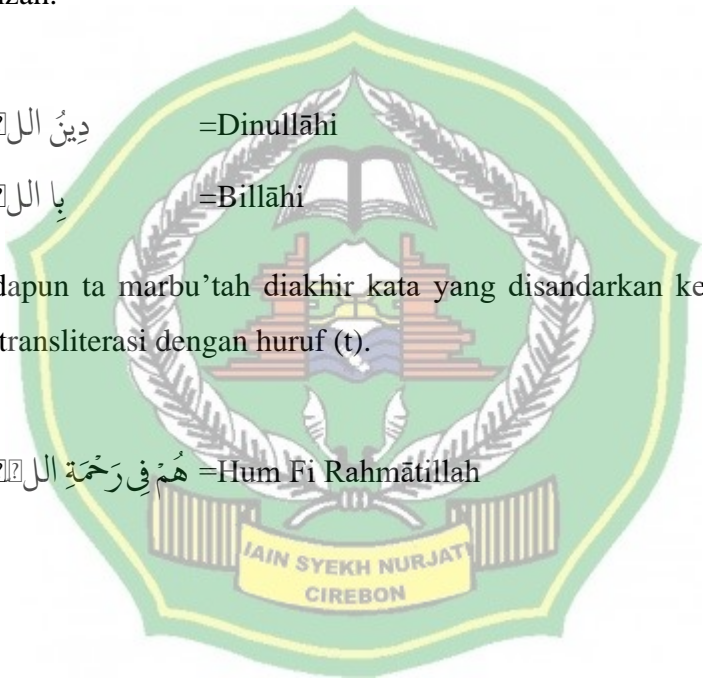 دِينُ الل =Dinullāhi
بِا الل =Billāhi
dapun ta marbu'tah diakhir kata yang disandarkan ke
transliterasi dengan huruf (t).
هُمْ فِي رَحْمَةِ الل =Hum Fi Rahmātillah
IAIN SYEKH NURJATI
CIREBON